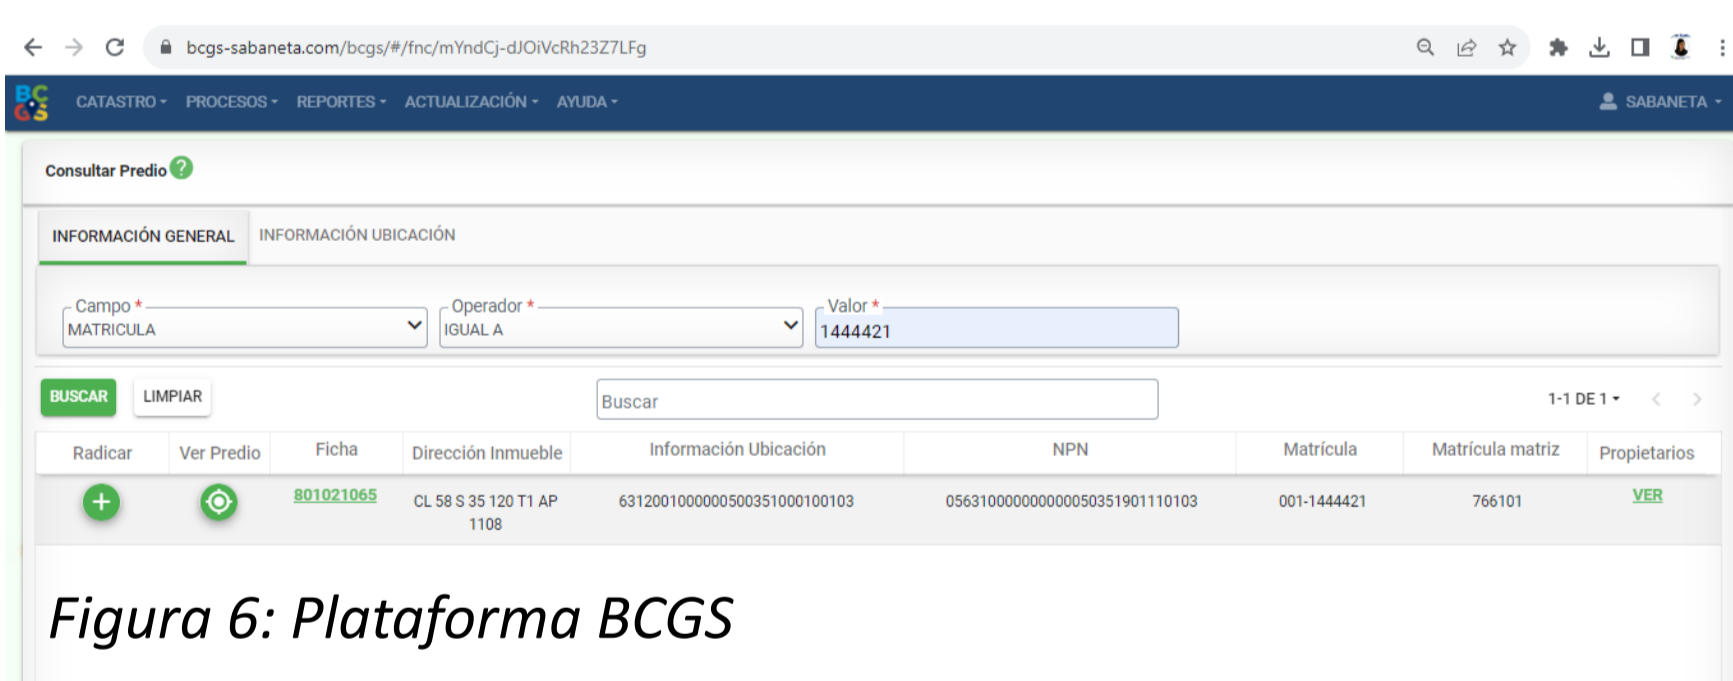 bcgs-sabaneta.com/bcgs/#/fnc/mYndCj-dJOiVcRh23Z7LFg
BC GS CATASTRO PROCESOS REPORTES ACTUALIZACIÓN AYUDA SABANETA
Consultar Predio ?
INFORMACIÓN GENERAL INFORMACIÓN UBICACIÓN
Campo * Operador * Valor *
MATRICULA IGUAL A 1444421
BUSCAR LIMPIAR Buscar 1-1 DE 1
Radicar Ver Predio Ficha Dirección Inmueble Información Ubicación NPN Matrícula Matrícula matriz Propietarios
801021065 CL 58 S 35 120 T1 AP 6312001000000500351000100103 056310000000000050351901110103 001-1444421 766101 VER
1108
Figura 6: Plataforma BCGS